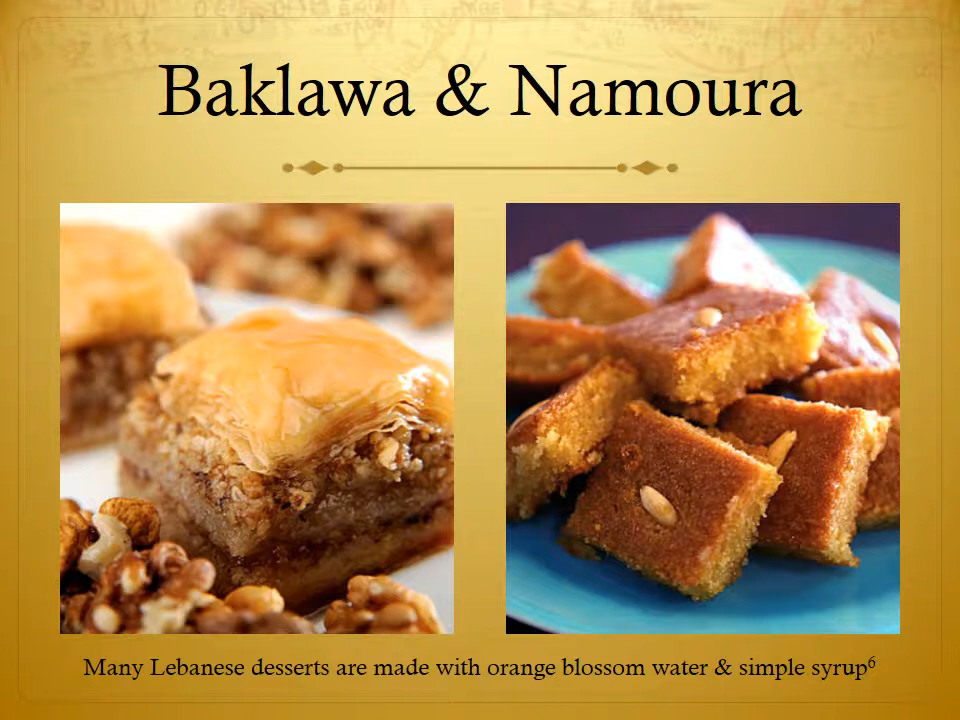 Baklawa & Namoura
Many Lebanese desserts are made with orange blossom water & simple syrup⁶